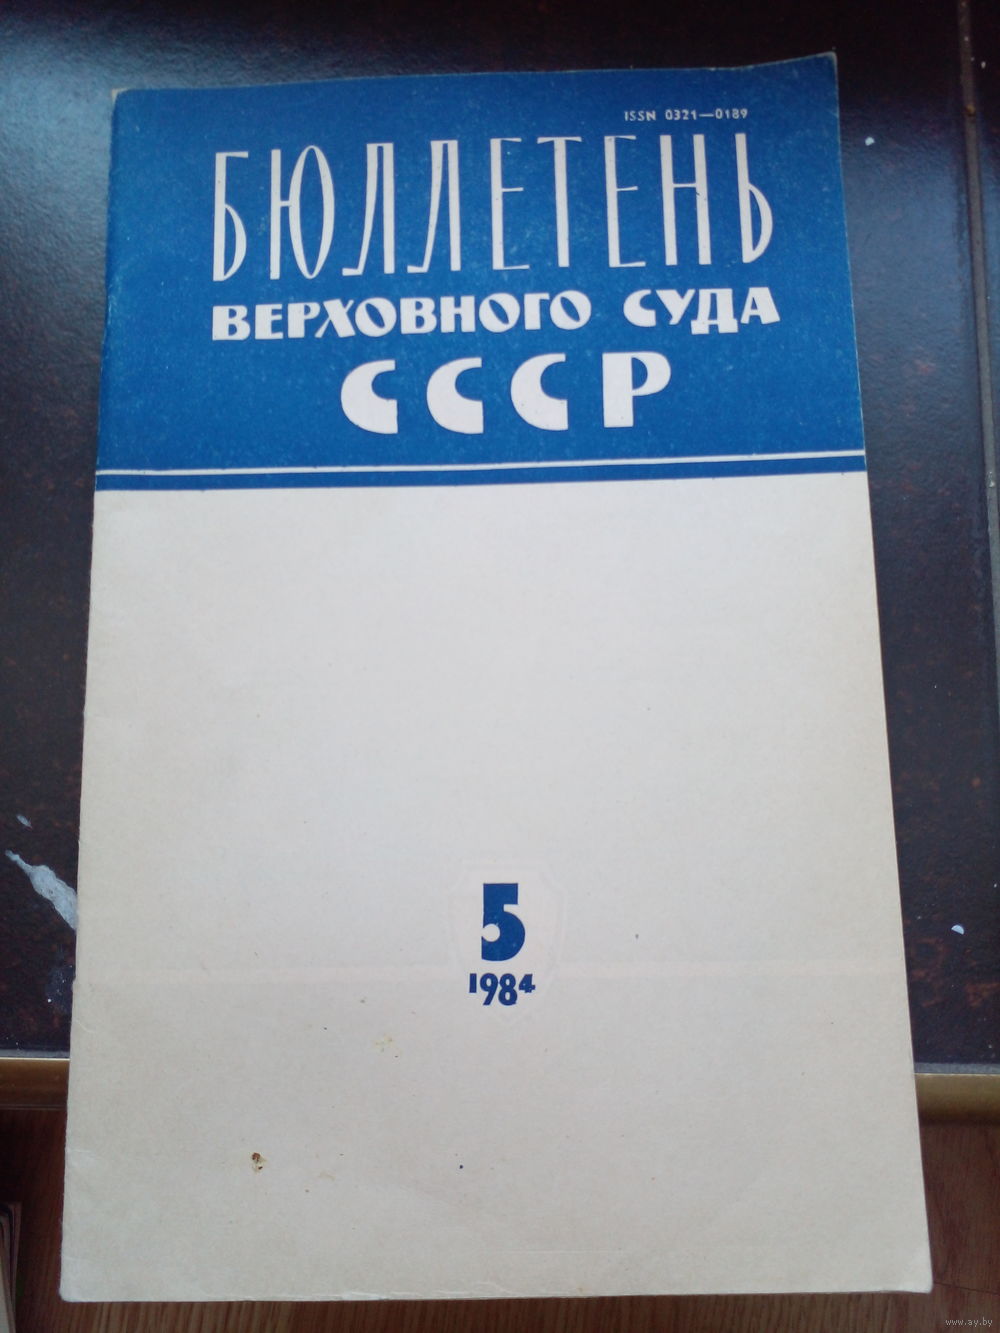 ISSN 0321—0189
БЮЛЛЕТЕНЬ
ВЕРХОВНОГО СУДА
СССР
5
1984
www.ay.by